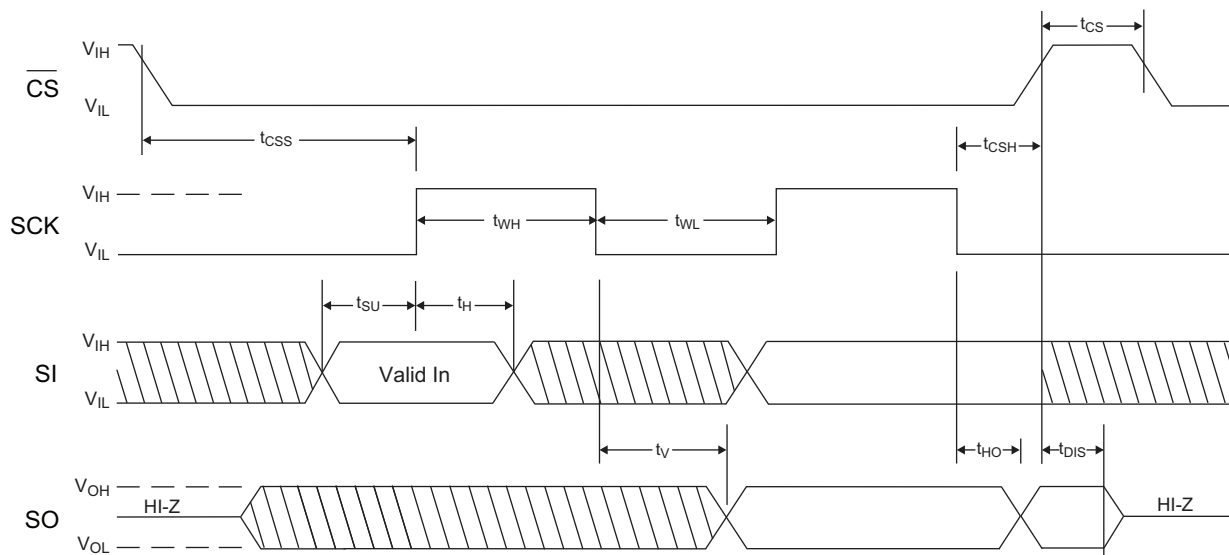 t_CS
V_IH
C̅S̅
V_IL
t_CSS
t_CSH
V_IH
SCK
t_WH
t_WL
V_IL
t_SU
t_H
V_IH
SI
Valid In
V_IL
t_V
t_HO
t_DIS
V_OH
HI-Z
HI-Z
SO
V_OL